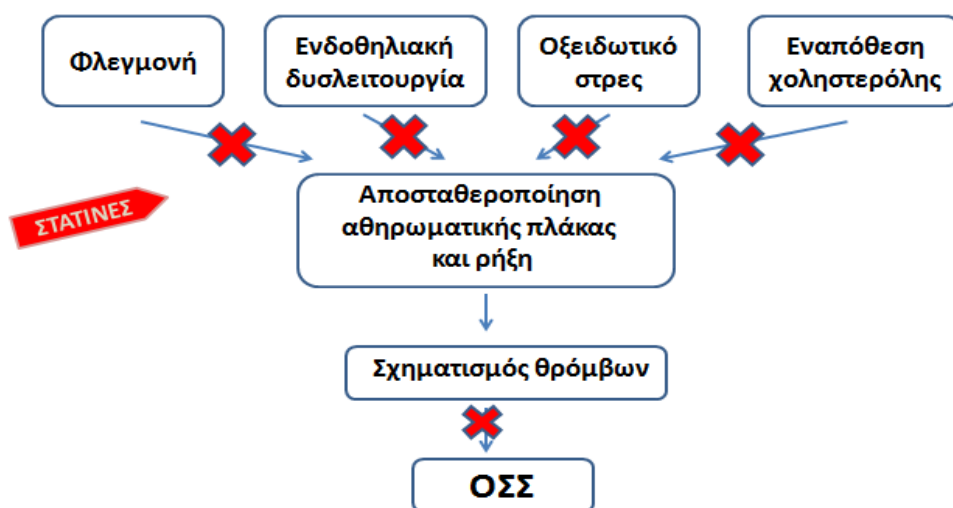 Φλεγμονή
Ενδοθηλιακή
δυσλειτουργία
Οξειδωτικό
στρες
Εναπόθεση
χοληστερόλης
ΣΤΑΤΙΝΕΣ
Αποσταθεροποίηση
αθηρωματικής πλάκας
και ρήξη
Σχηματισμός θρόμβων
ΟΣΣ